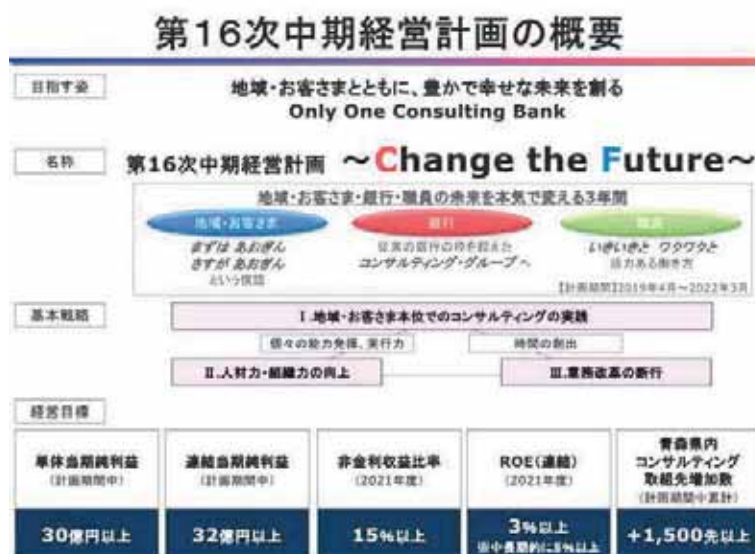 第16次中期経営計画の概要
目指す姿
地域・お客さまとともに、豊かで幸せな未来を創る
Only One Consulting Bank
名称
第16次中期経営計画 ～Change the Future～
地域・お客さま・銀行・職員の未来を本気で変える3年間
地域・お客さま
銀行
職員
まずは あおぎん
さすが あおぎん
という信認
従来の銀行の枠を超えた
コンサルティング・グループへ
いきいきと ワクワクと
活力ある働き方
【計画期間】2019年4月～2022年3月
基本戦略
Ⅰ.地域・お客さま本位でのコンサルティングの実践
個々の能力発揮、実行力
時間の創出
Ⅱ.人財力・組織力の向上
Ⅲ.業務改革の断行
経営目標
単体当期純利益
(計画期間中)
30億円以上
連結当期純利益
(計画期間中)
32億円以上
非金利収益比率
(2021年度)
15%以上
ROE(連結)
(2021年度)
3%以上
※中長期的に5%以上
青森県内
コンサルティング
取組先増加数
(計画期間中累計)
+1,500先以上